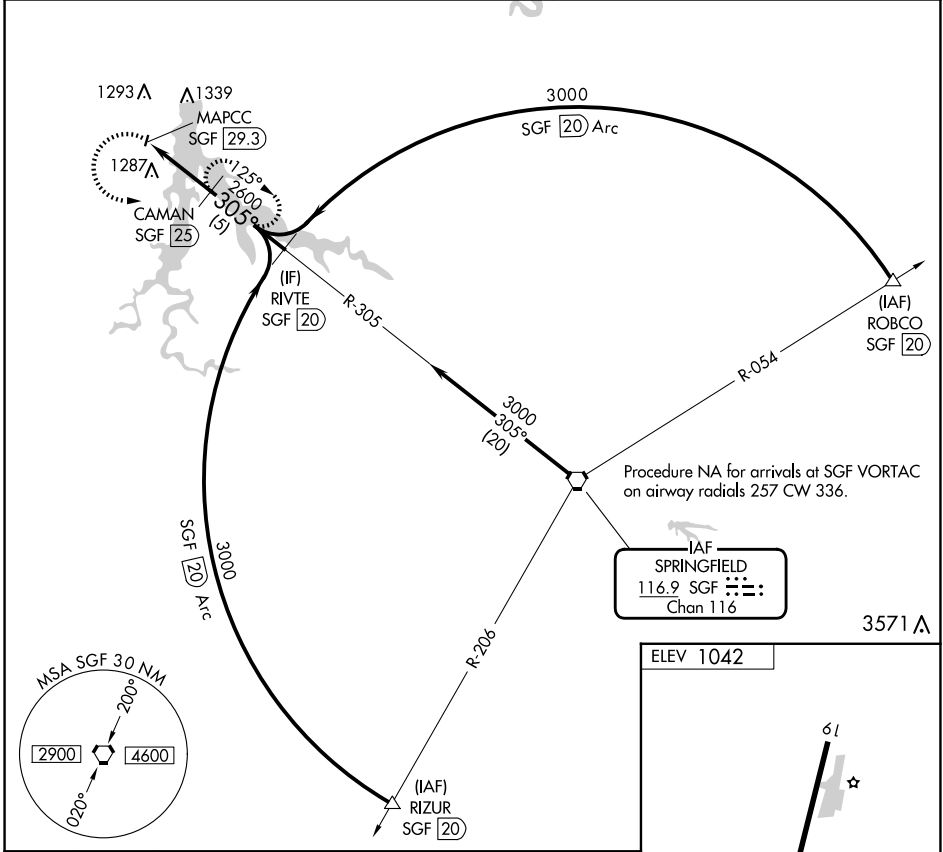 1293
1339
MAPCC
SGF 29.3
1287
125°
2600
305°
(5)
CAMAN
SGF 25
(IF)
RIVTE
SGF 20
3000
SGF 20 Arc
(IAF)
ROBCO
SGF 20
R-305
R-054
3000
305°
(20)
Procedure NA for arrivals at SGF VORTAC
on airway radials 257 CW 336.
IAF
SPRINGFIELD
116.9 SGF
Chan 116
3571
3000
SGF 20 Arc
R-206
(IAF)
RIZUR
SGF 20
MSA SGF 30 NM
200°
2900
4600
020°
ELEV 1042
61